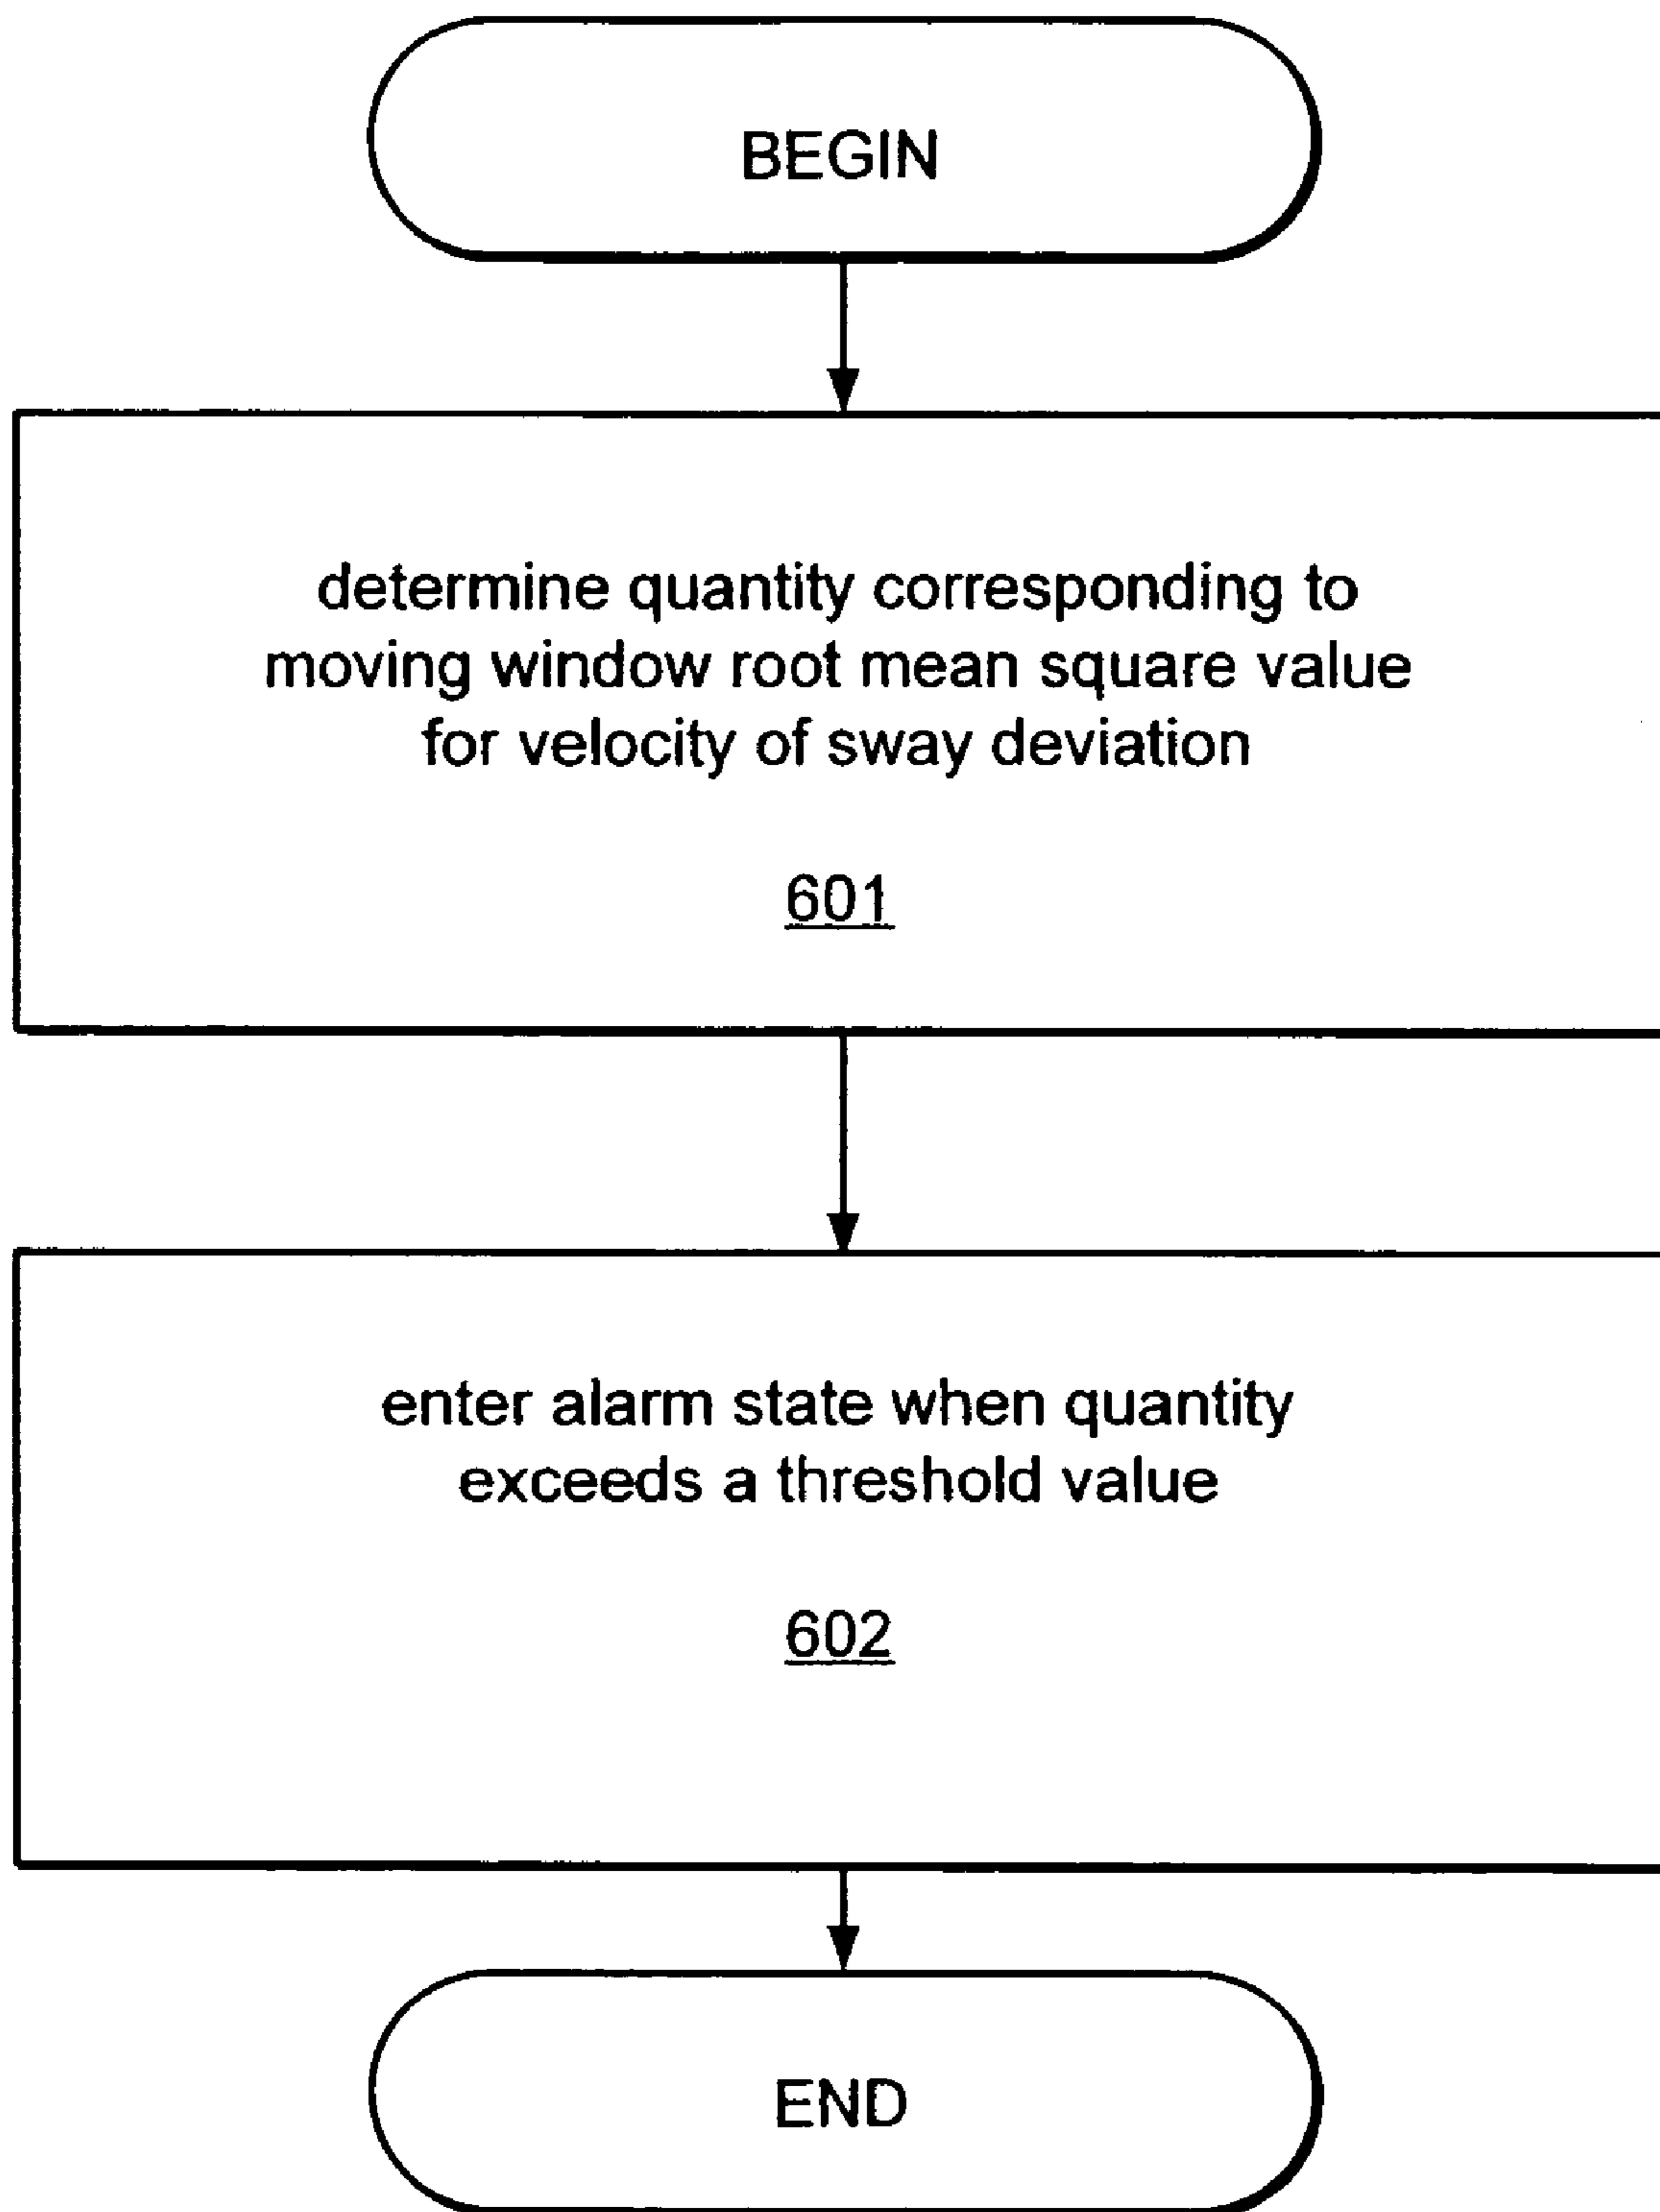 BEGIN
determine quantity corresponding to
moving window root mean square value
for velocity of sway deviation
601
enter alarm state when quantity
exceeds a threshold value
602
END